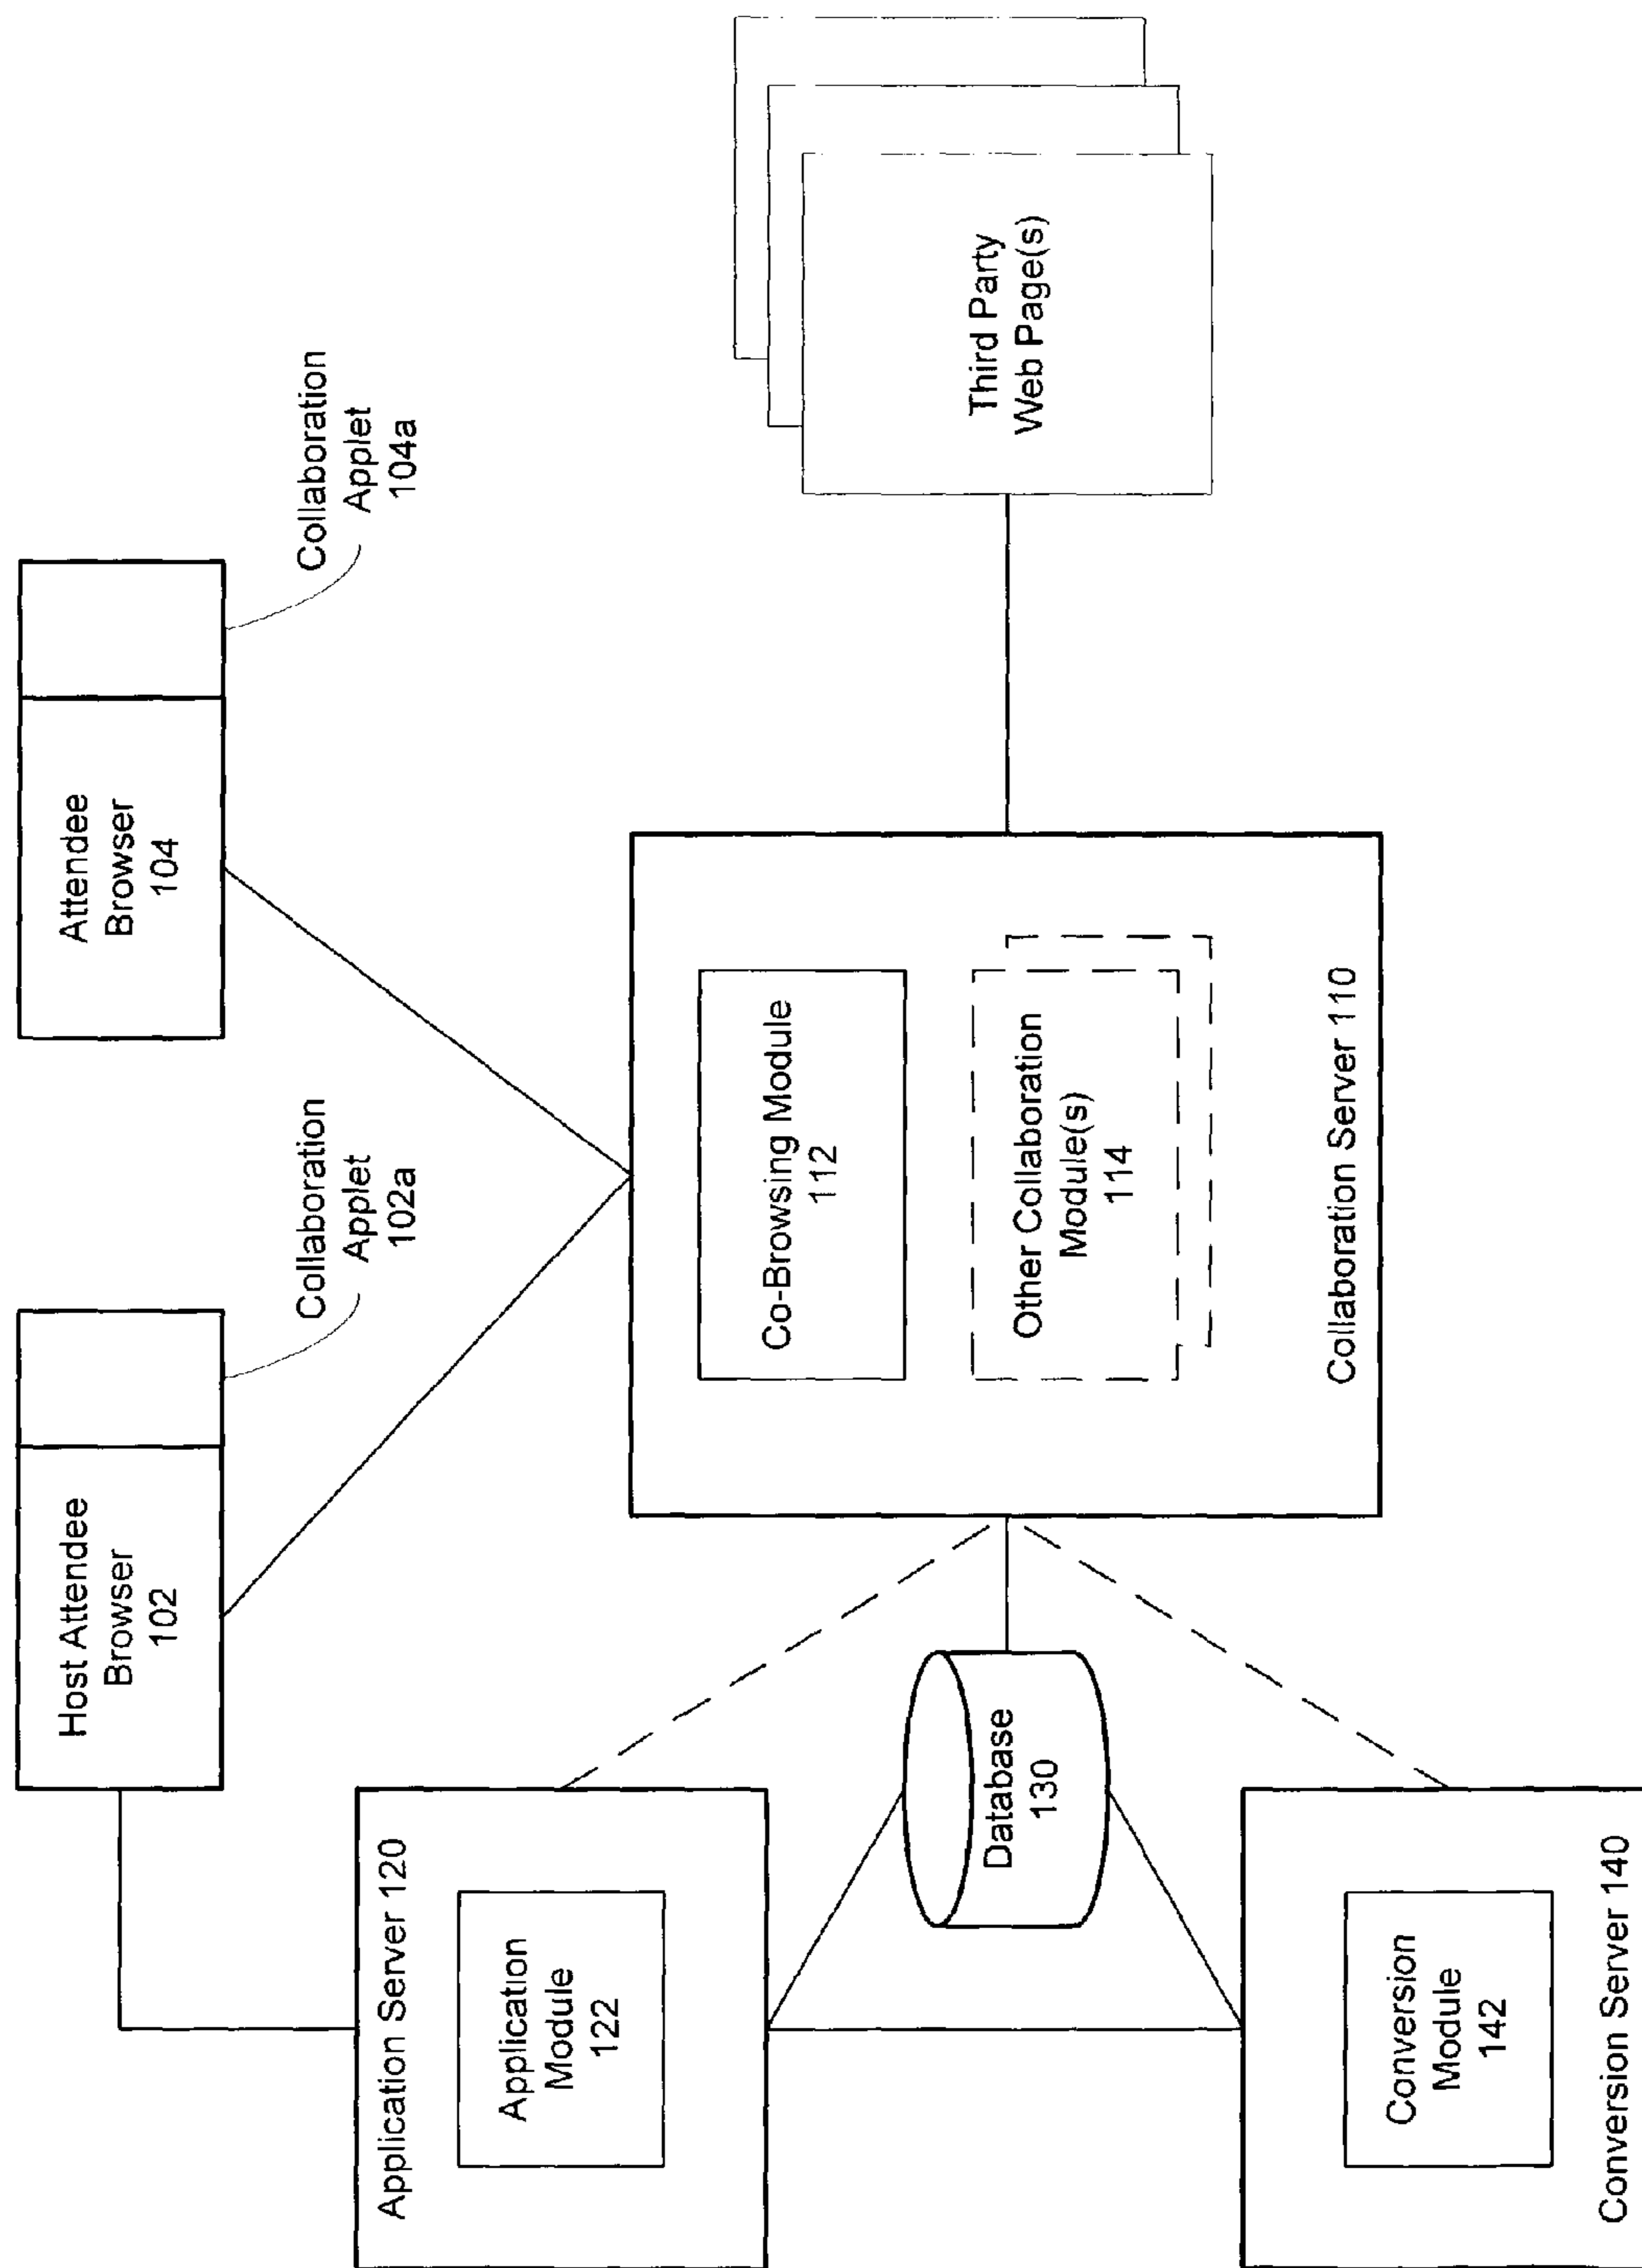 Host Attendee
Browser
102
Collaboration
Applet
102a
Attendee
Browser
104
Collaboration
Applet
104a
Application Server 120
Application
Module
122
Database
130
Co-Browsing Module
112
Other Collaboration
Module(s)
114
Collaboration Server 110
Third Party
Web Page(s)
Conversion
Module
142
Conversion Server 140